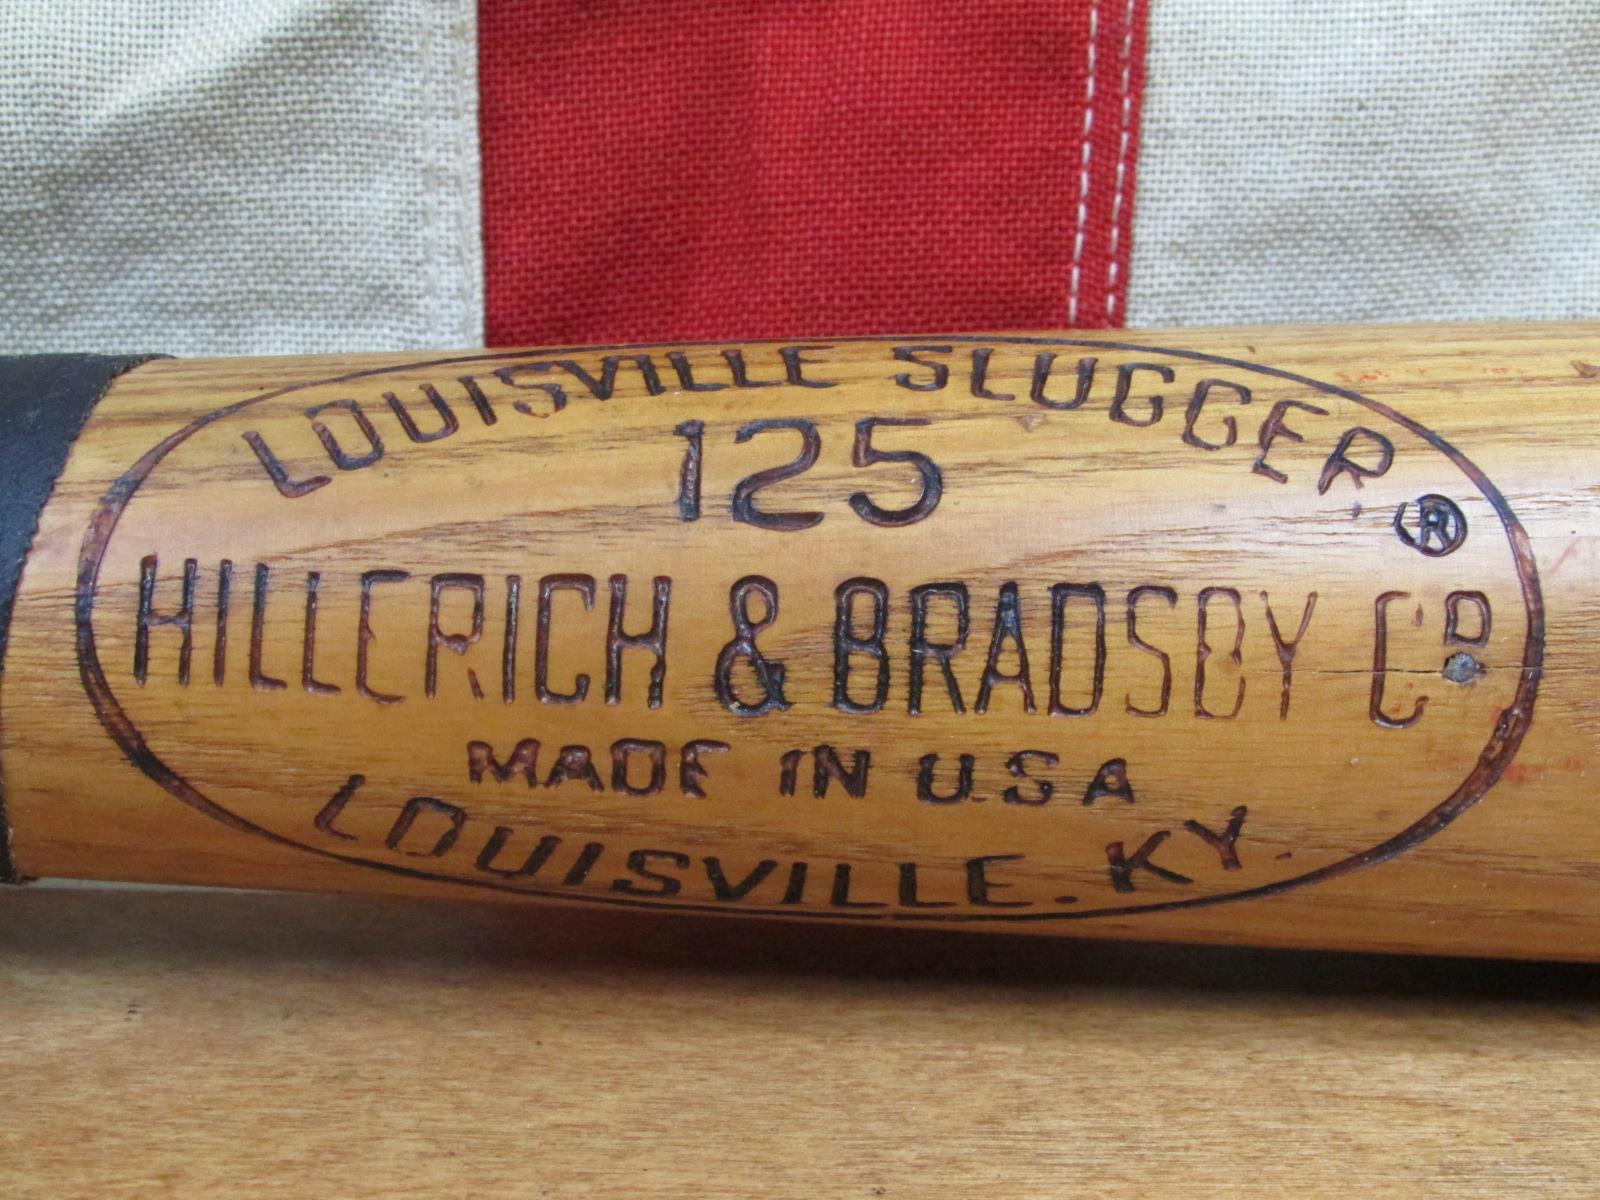 LOUISVILLE SLUGGER ®
125
HILLERICH & BRADSBY CO
MADE IN U.S.A
LOUISVILLE. KY.